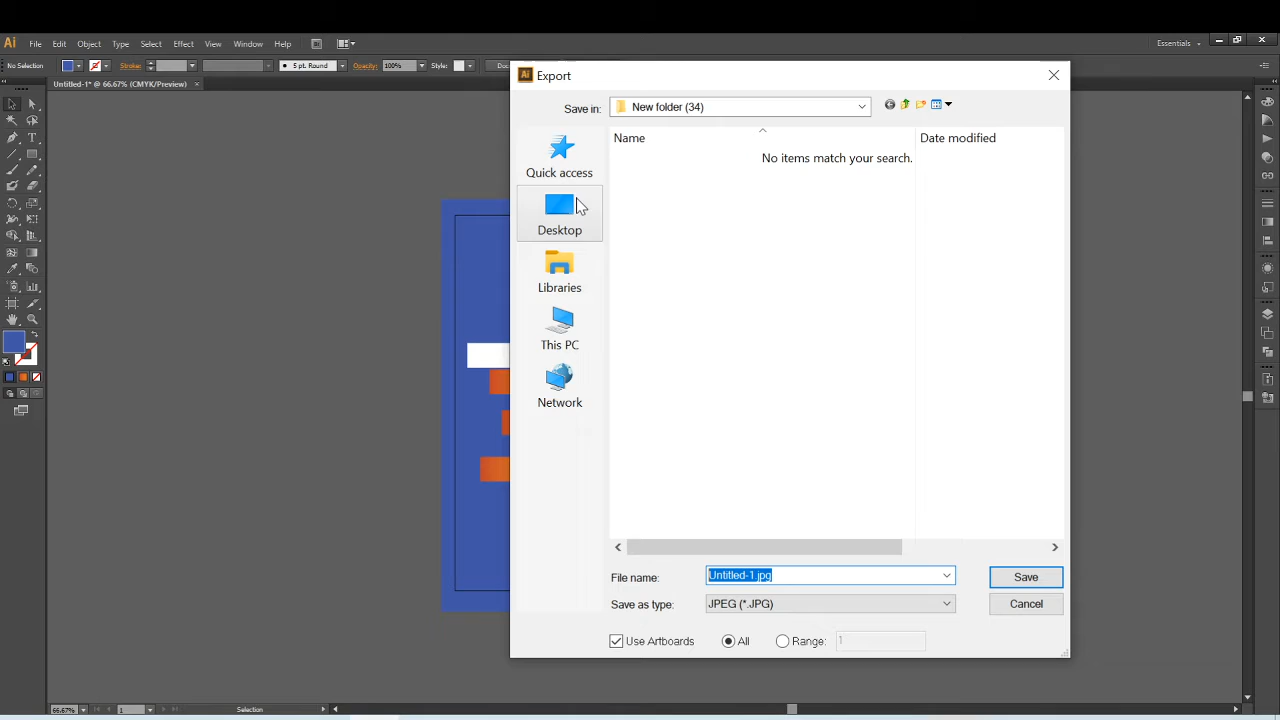 Ai File Edit Object Type Select Effect View Window Help Essentials
No Selection Stroke: 5 pt. Round Opacity: 100% Style: Doc
Untitled-1* @ 66.67% (CMYK/Preview) ×
Ai Export
Save in: New folder (34)
Name Date modified
No items match your search.
Quick access
Desktop
Libraries
This PC
Network
File name: Untitled-1.jpg Save
Save as type: JPEG (*.JPG) Cancel
Use Artboards All Range: 1
66.67% 1 Selection